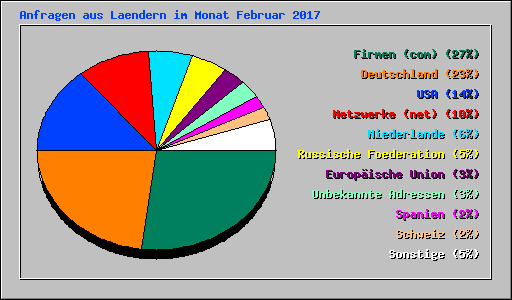 Anfragen aus Laendern im Monat Februar 2017
Firmen (com) (27%)
Deutschland (23%)
USA (14%)
Netzwerke (net) (10%)
Niederlande (6%)
Russische Foederation (5%)
Europäische Union (3%)
Unbekannte Adressen (3%)
Spanien (2%)
Schweiz (2%)
Sonstige (5%)